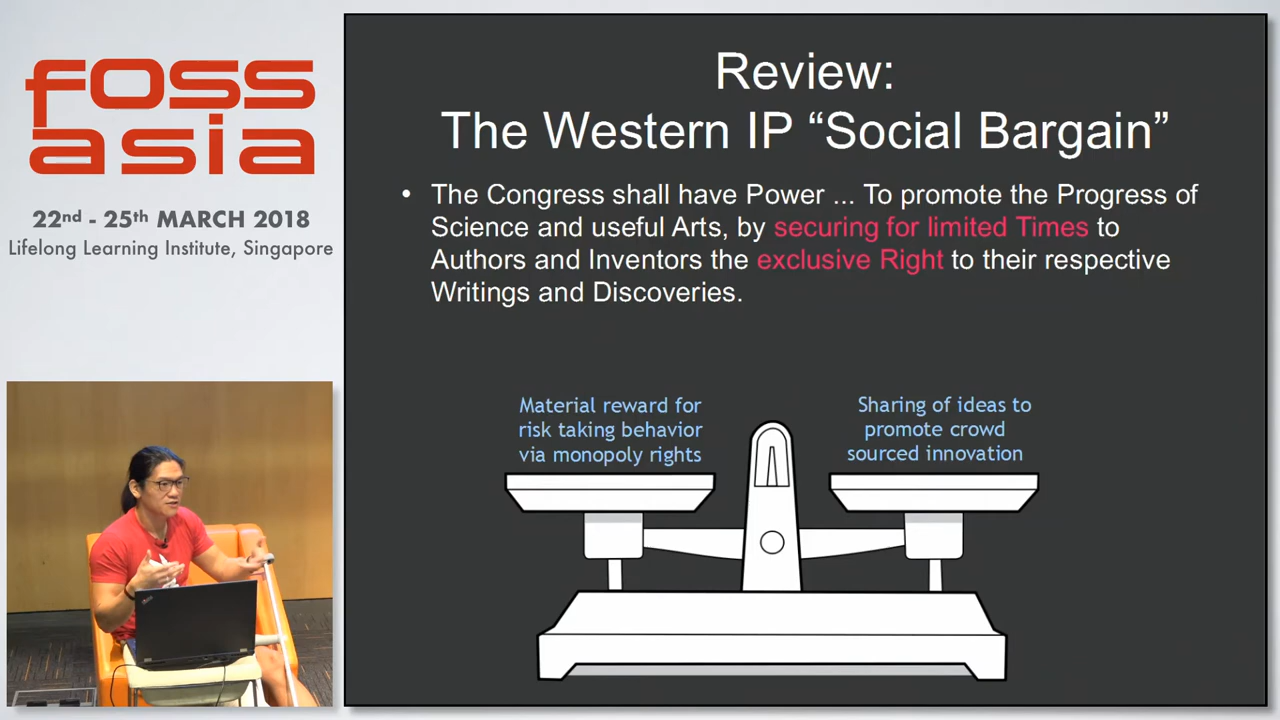 foss
asia
22nd - 25th MARCH 2018
Lifelong Learning Institute, Singapore
Review:
The Western IP “Social Bargain”
• The Congress shall have Power ... To promote the Progress of
Science and useful Arts, by securing for limited Times to
Authors and Inventors the exclusive Right to their respective
Writings and Discoveries.
Material reward for
risk taking behavior
via monopoly rights
Sharing of ideas to
promote crowd
sourced innovation